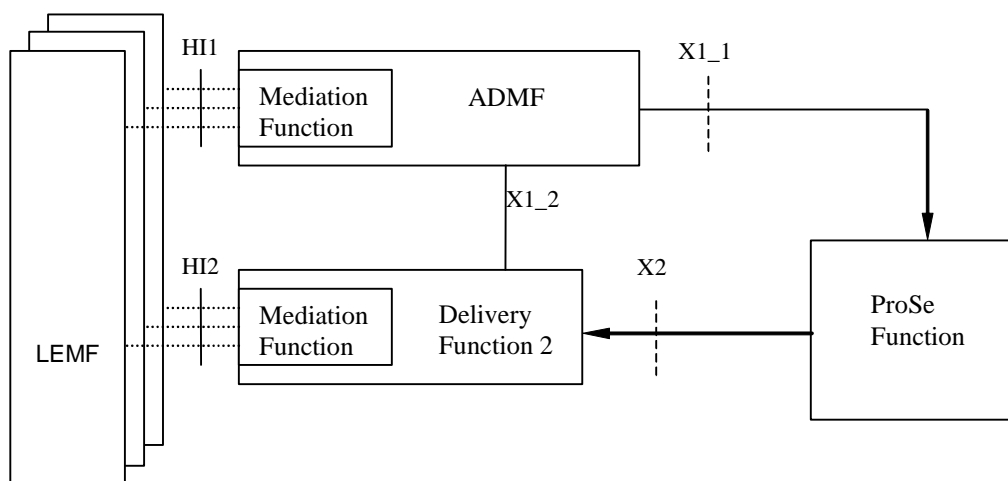 HI1
X1_1
Mediation
Function
ADMF
X1_2
HI2
X2
Mediation
Function
Delivery
Function 2
ProSe
Function
LEMF